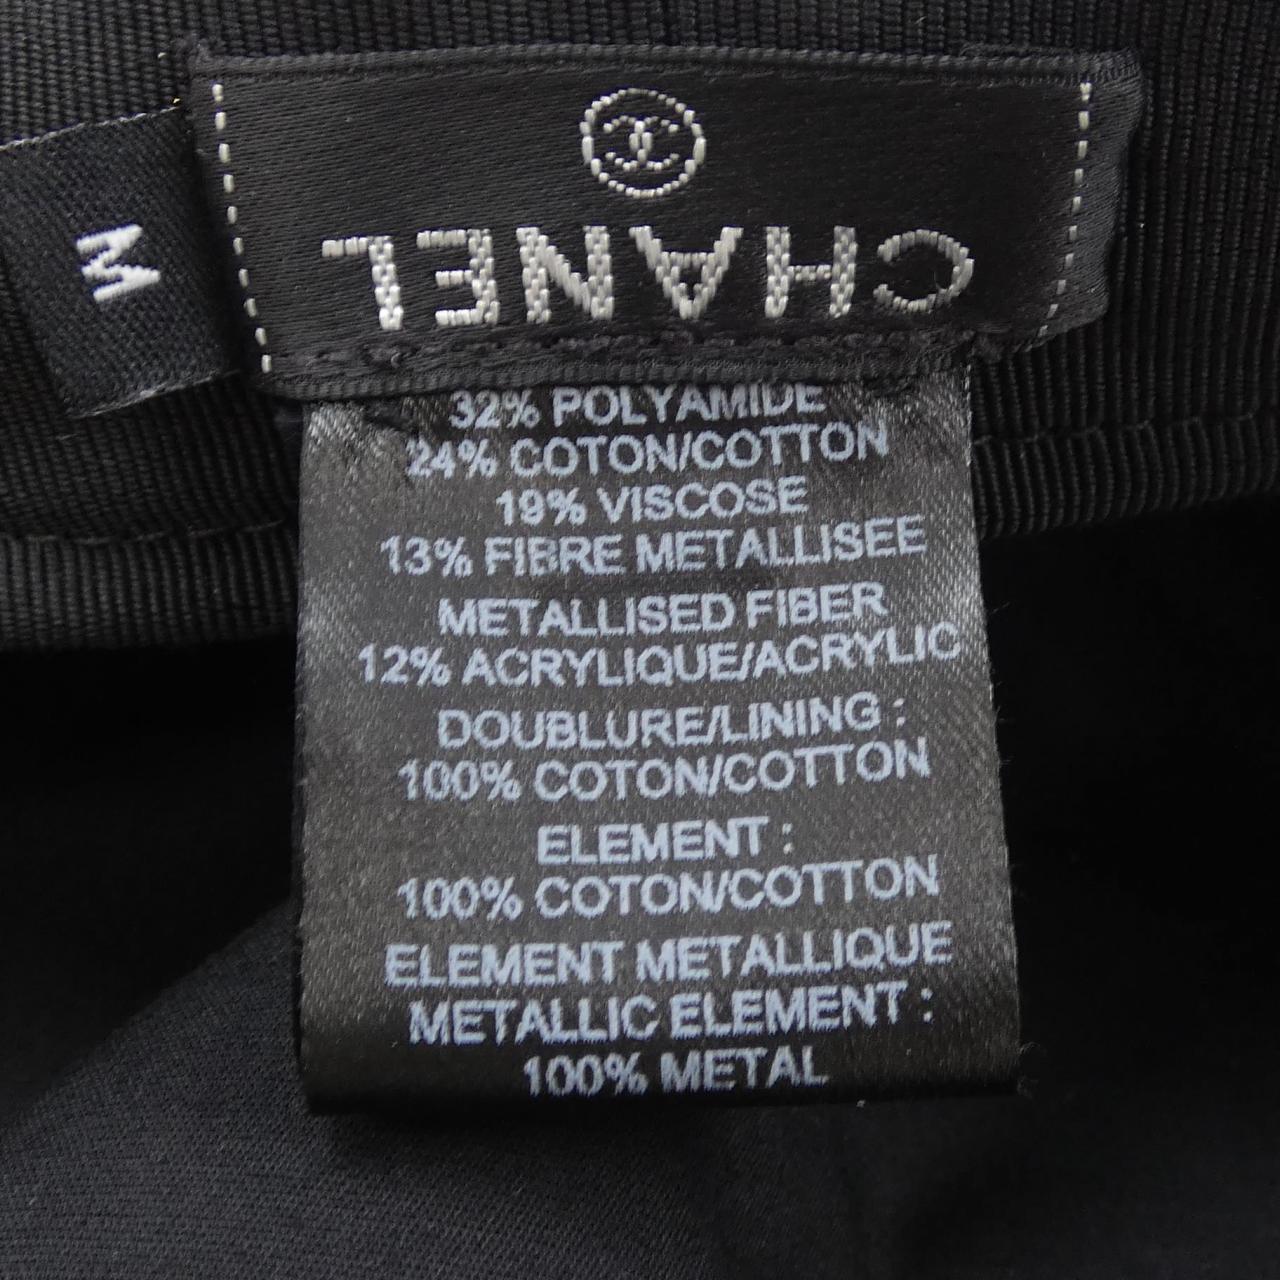 CHANEL
M
32% POLYAMIDE
24% COTON/COTTON
19% VISCOSE
13% FIBRE METALLISEE
METALLISED FIBER
12% ACRYLIQUE/ACRYLIC
DOUBLURE/LINING :
100% COTON/COTTON
ELEMENT :
100% COTON/COTTON
ELEMENT METALLIQUE
METALLIC ELEMENT :
100% METAL